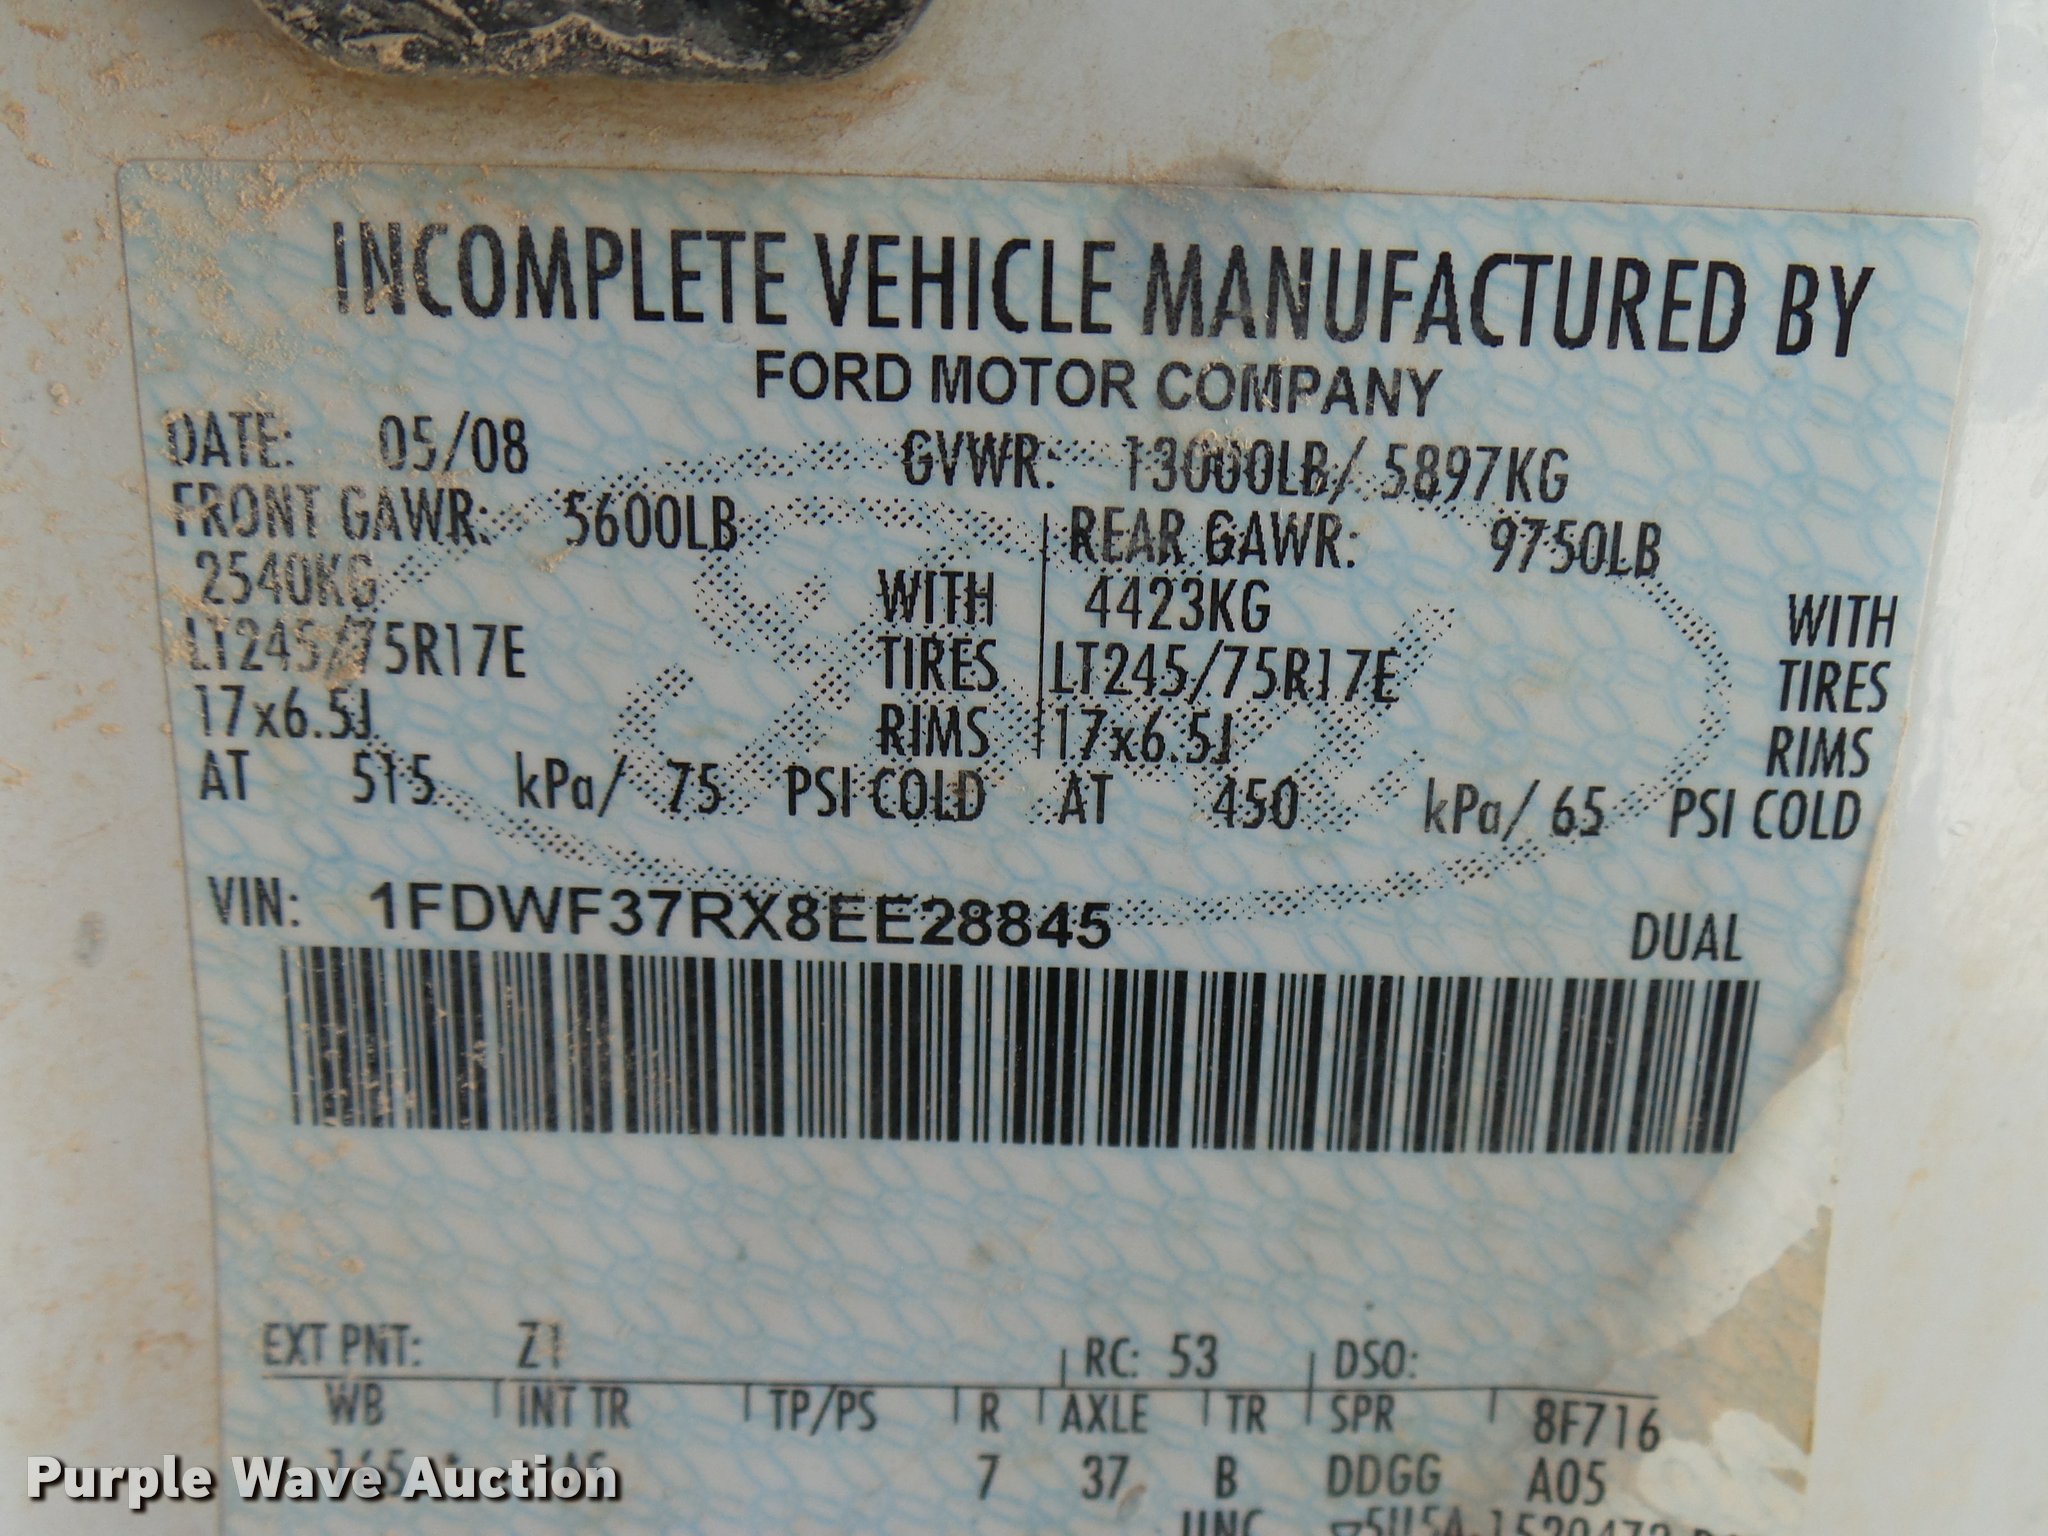 INCOMPLETE VEHICLE MANUFACTURED BY
FORD MOTOR COMPANY
DATE: 05/08 GVWR: 13000LB/ 5897KG
FRONT GAWR: 5600LB REAR GAWR: 9750LB
2540KG WITH 4423KG WITH
LT245/75R17E TIRES LT245/75R17E TIRES
17x6.5J RIMS 17x6.5J RIMS
AT 515 kPa/ 75 PSI COLD AT 450 kPa/ 65 PSI COLD
VIN: 1FDWF37RX8EE28845 DUAL
EXT PNT: Z1 RC: 53 DSO:
WB INT TR TP/PS R AXLE TR SPR 8F716
7 37 B DDGG A05
UNC
Purple Wave Auction